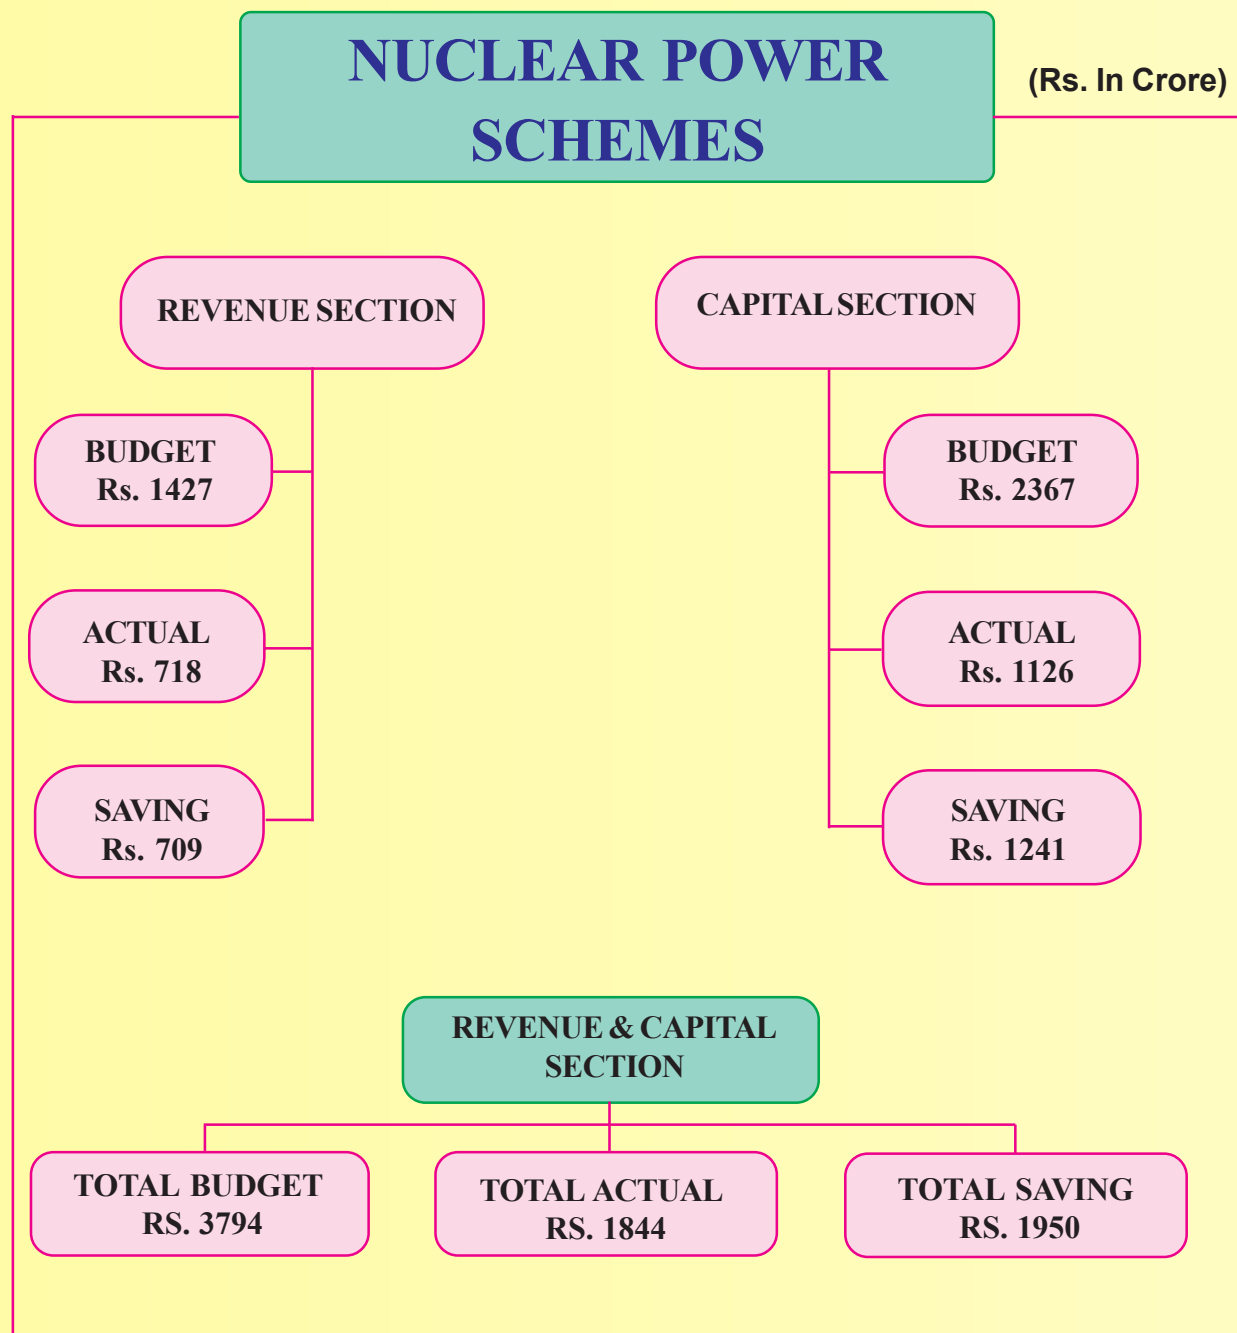 NUCLEAR POWER
SCHEMES
(Rs. In Crore)
REVENUE SECTION
BUDGET
Rs. 1427
ACTUAL
Rs. 718
SAVING
Rs. 709
CAPITAL SECTION
BUDGET
Rs. 2367
ACTUAL
Rs. 1126
SAVING
Rs. 1241
REVENUE & CAPITAL
SECTION
TOTAL BUDGET
RS. 3794
TOTAL ACTUAL
RS. 1844
TOTAL SAVING
RS. 1950